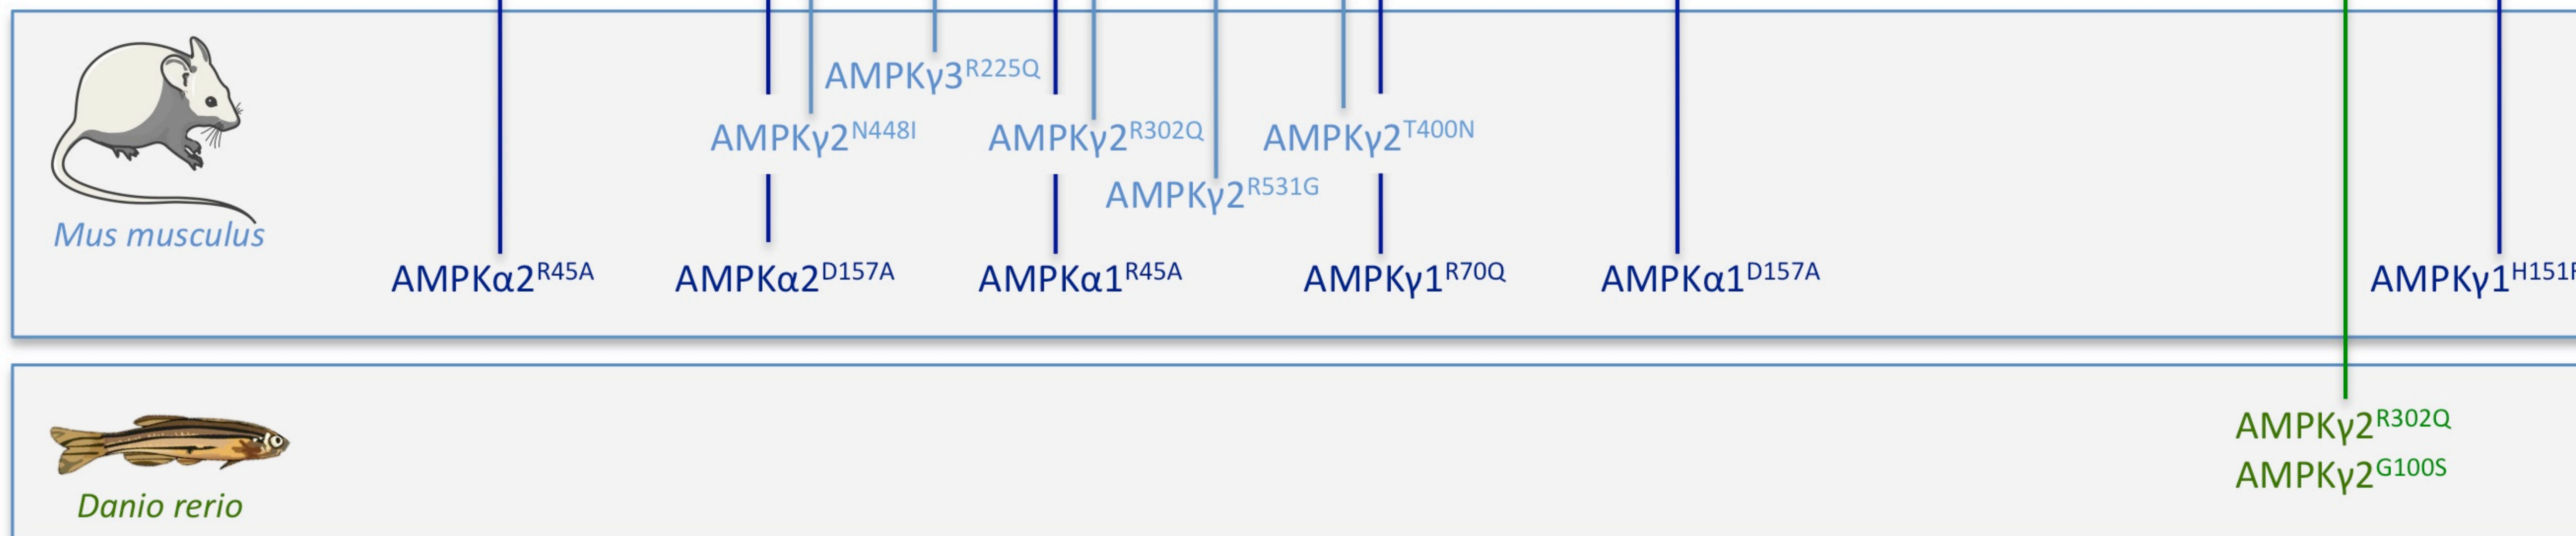 AMPKγ3R225Q
AMPKγ2N448I AMPKγ2R302Q AMPKγ2T400N
AMPKγ2R531G
Mus musculus
AMPKα2R45A AMPKα2D157A AMPKα1R45A AMPKγ1R70Q AMPKα1D157A
AMPKγ2R302Q
AMPKγ2G100S
Danio rerio